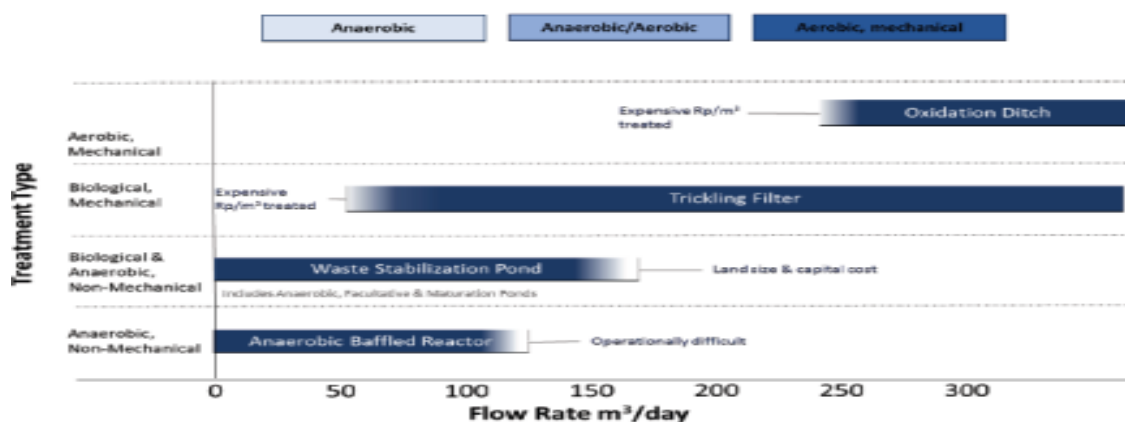 Anaerobic
Anaerobic/Aerobic
Aerobic, mechanical
Treatment Type
Aerobic,
Mechanical
Expensive Rp/m³
treated
Oxidation Ditch
Biological,
Mechanical
Expensive
Rp/m³ treated
Trickling Filter
Biological &
Anaerobic,
Non-Mechanical
Waste Stabilization Pond
Land size & capital cost
Includes Anaerobic, Facultative & Maturation Ponds
Anaerobic,
Non-Mechanical
Anaerobic Baffled Reactor
Operationally difficult
0 50 100 150 200 250 300
Flow Rate m³/day